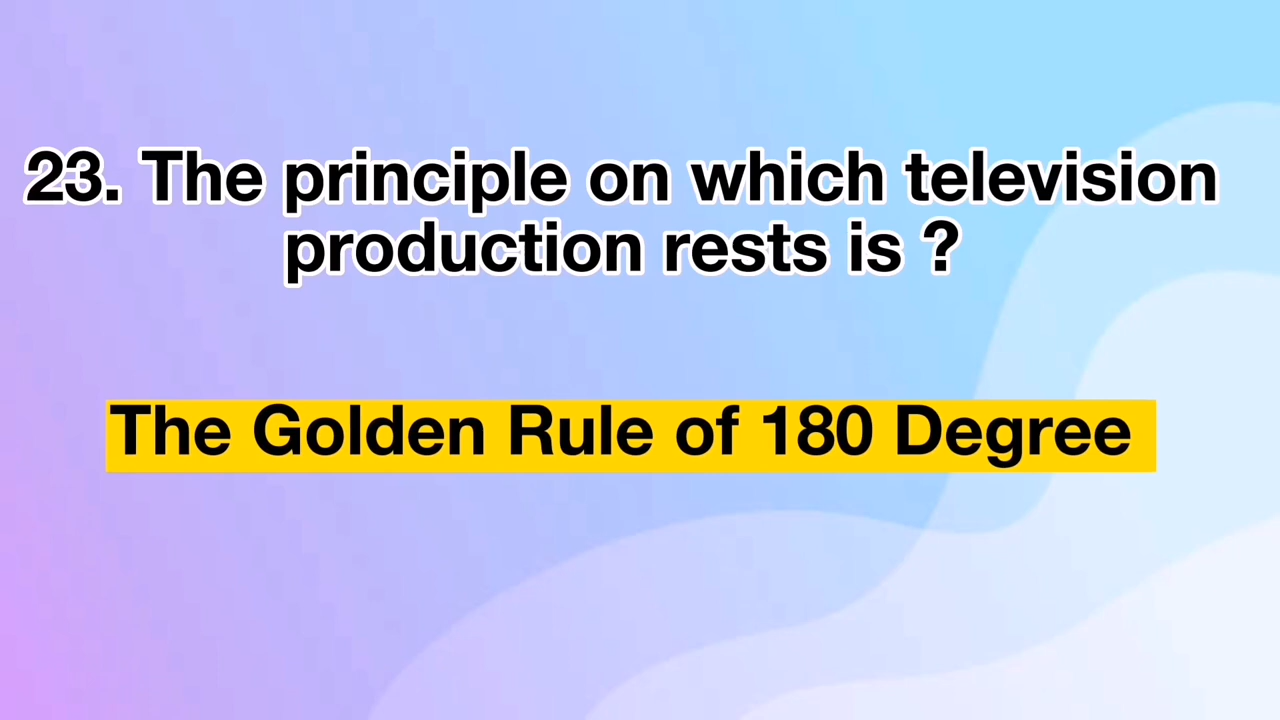 23. The principle on which television
production rests is ?
The Golden Rule of 180 Degree